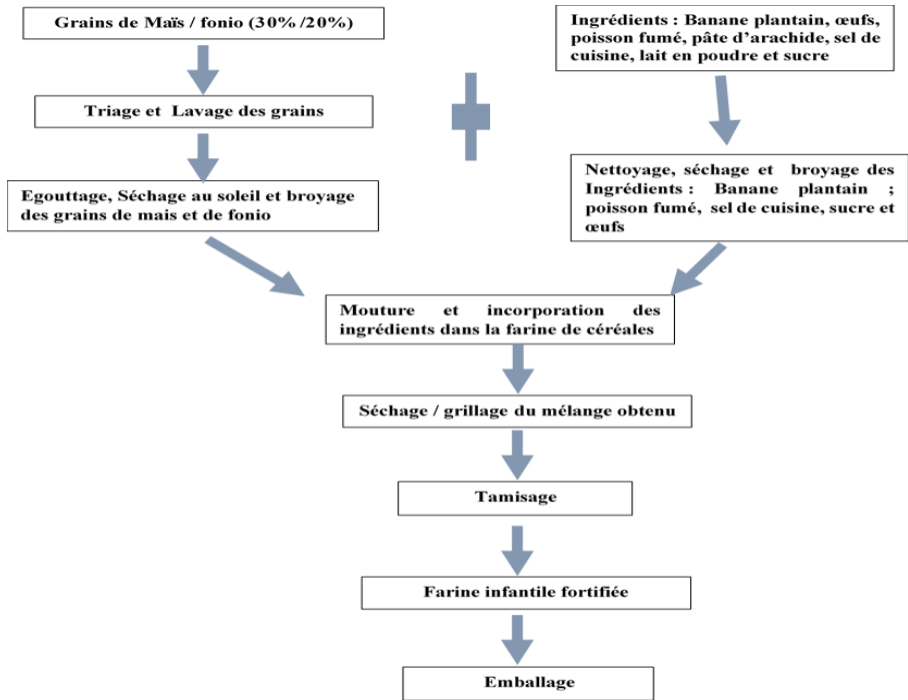 Grains de Maïs / fonio (30% /20%)
Triage et Lavage des grains
Egouttage, Séchage au soleil et broyage
des grains de mais et de fonio
Ingrédients : Banane plantain, œufs,
poisson fumé, pâte d'arachide, sel de
cuisine, lait en poudre et sucre
Nettoyage, séchage et broyage des
Ingrédients : Banane plantain ;
poisson fumé, sel de cuisine, sucre et
œufs
Mouture et incorporation des
ingrédients dans la farine de céréales
Séchage / grillage du mélange obtenu
Tamisage
Farine infantile fortifiée
Emballage